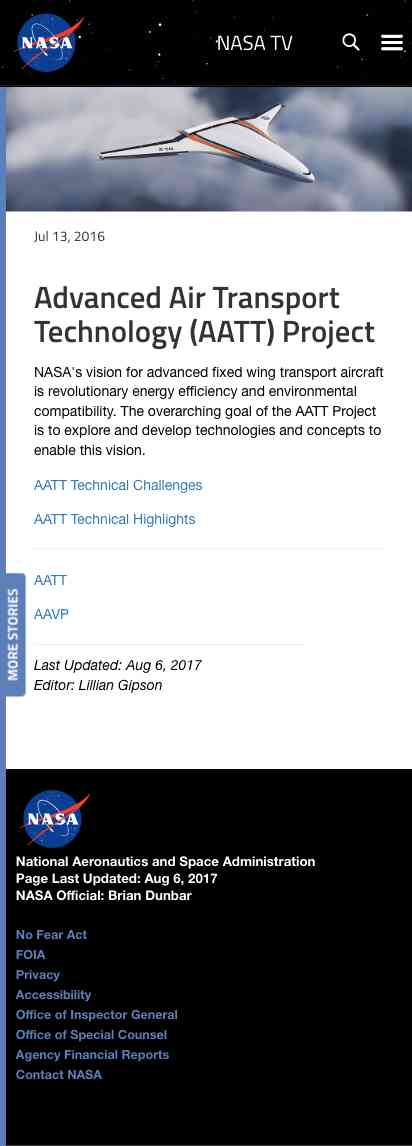 NASA
NASA TV
Jul 13, 2016
Advanced Air Transport
Technology (AATT) Project
NASA's vision for advanced fixed wing transport aircraft
is revolutionary energy efficiency and environmental
compatibility. The overarching goal of the AATT Project
is to explore and develop technologies and concepts to
enable this vision.
AATT Technical Challenges
AATT Technical Highlights
AATT
AAVP
MORE STORIES
Last Updated: Aug 6, 2017
Editor: Lillian Gipson
NASA
National Aeronautics and Space Administration
Page Last Updated: Aug 6, 2017
NASA Official: Brian Dunbar
No Fear Act
FOIA
Privacy
Accessibility
Office of Inspector General
Office of Special Counsel
Agency Financial Reports
Contact NASA